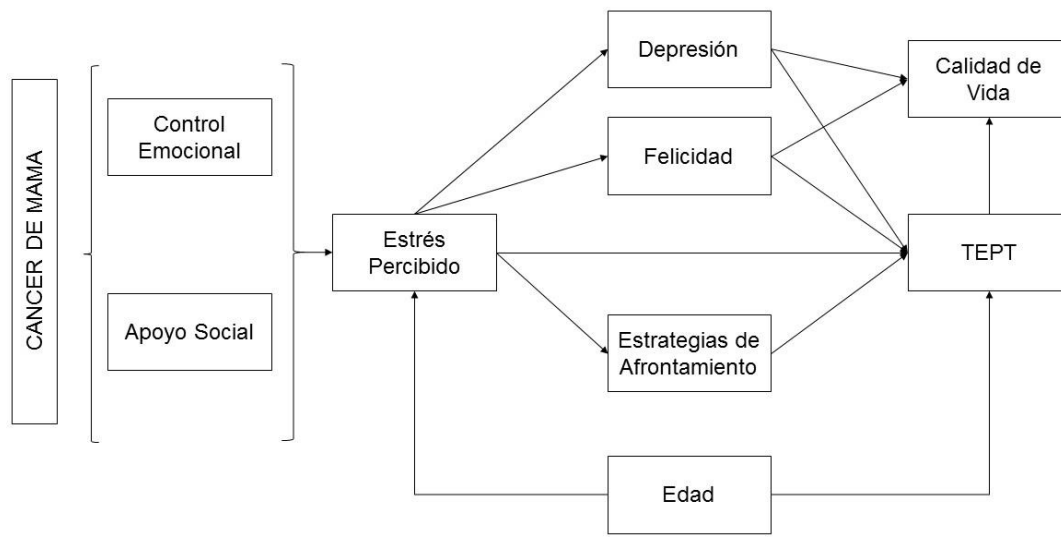 CANCER DE MAMA
Control
Emocional
Apoyo Social
Estrés
Percibido
Depresión
Felicidad
Estrategias de
Afrontamiento
Edad
Calidad de
Vida
TEPT